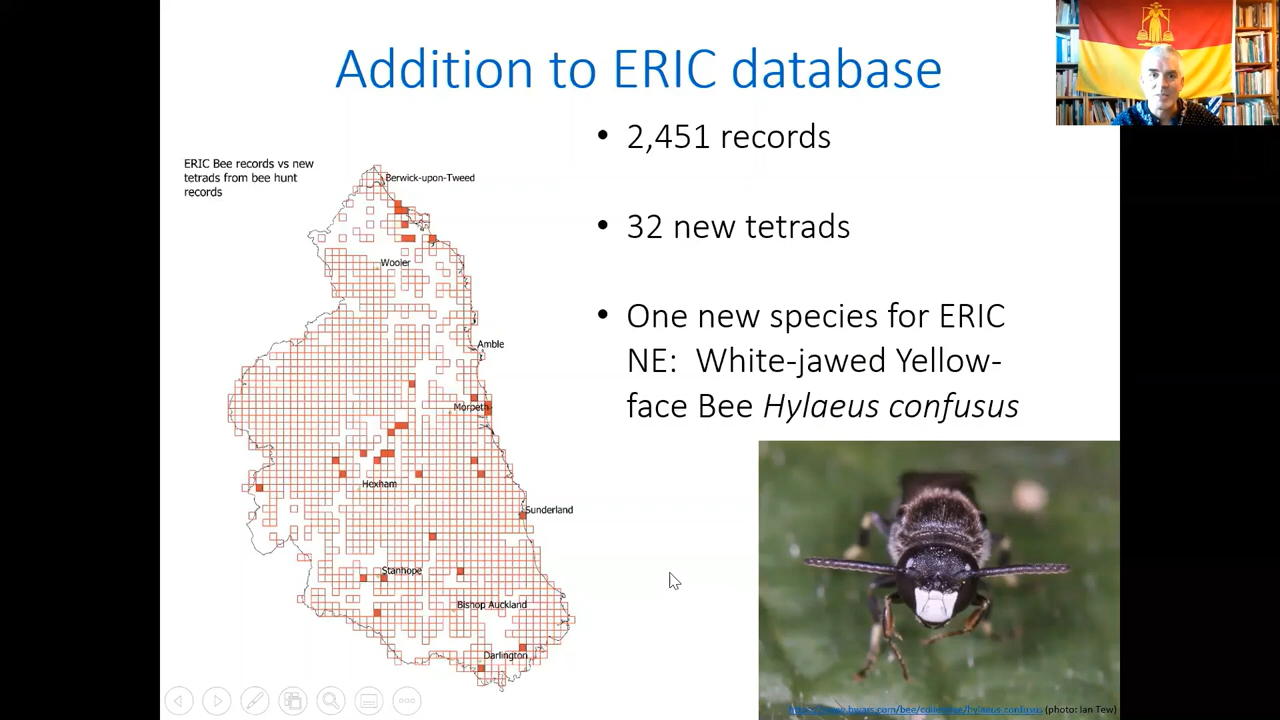 Addition to ERIC database
• 2,451 records
ERIC Bee records vs new
tetrads from bee hunt
records
Berwick-upon-Tweed
• 32 new tetrads
Wooler
• One new species for ERIC
NE: White-jawed Yellow-
face Bee Hylaeus confusus
Amble
Morpeth
Hexham
Sunderland
Stanhope
Bishop Auckland
Darlington
(photo: Ian Tew)